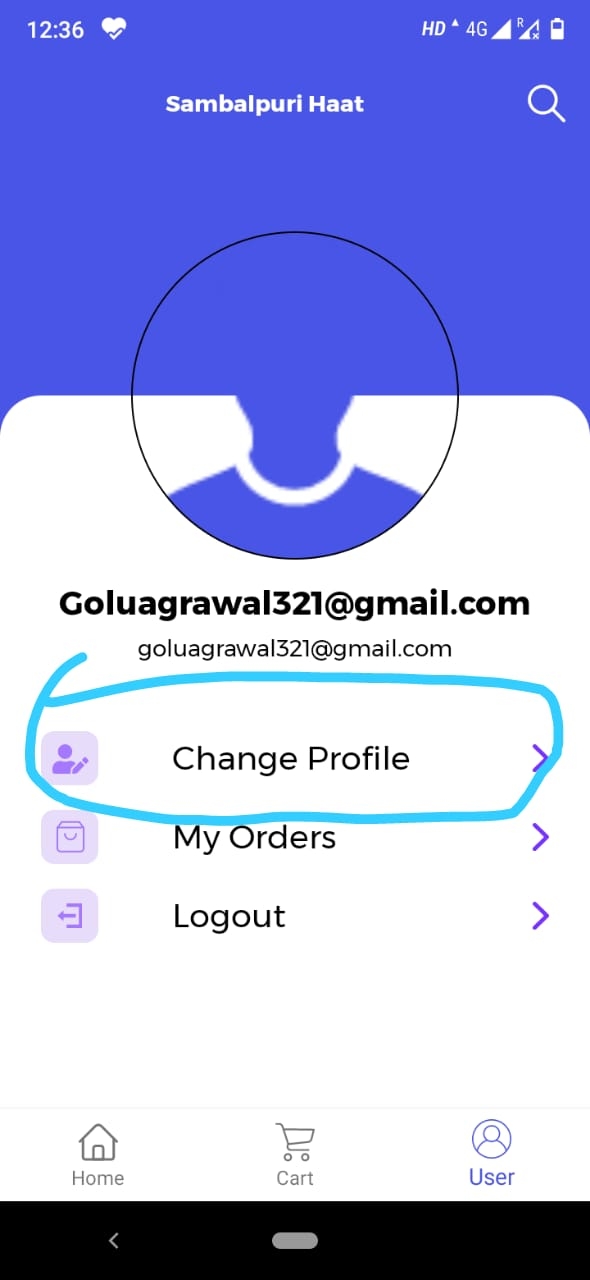 12:36 HD 4G R
Sambalpuri Haat
Goluagrawal321@gmail.com
goluagrawal321@gmail.com
Change Profile
My Orders
Logout
Home Cart User